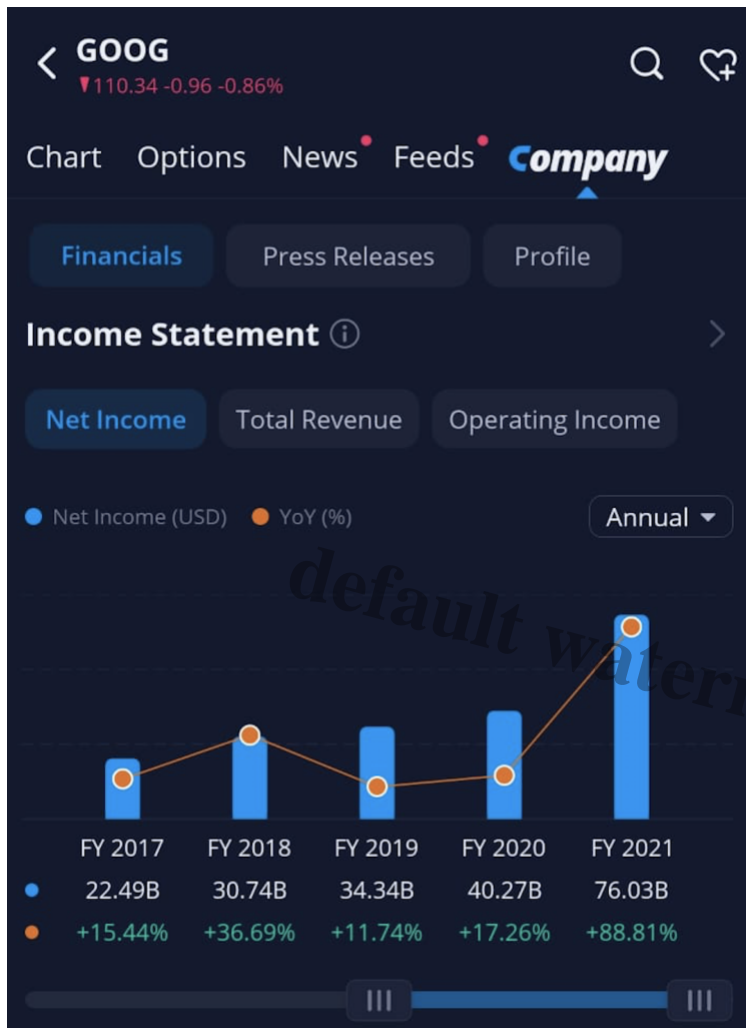 GOOG
▼110.34 -0.96 -0.86%
Chart Options News Feeds Company
Financials Press Releases Profile
Income Statement
Net Income Total Revenue Operating Income
Net Income (USD) YoY (%) Annual
default
FY 2017 FY 2018 FY 2019 FY 2020 FY 2021
22.49B 30.74B 34.34B 40.27B 76.03B
+15.44% +36.69% +11.74% +17.26% +88.81%